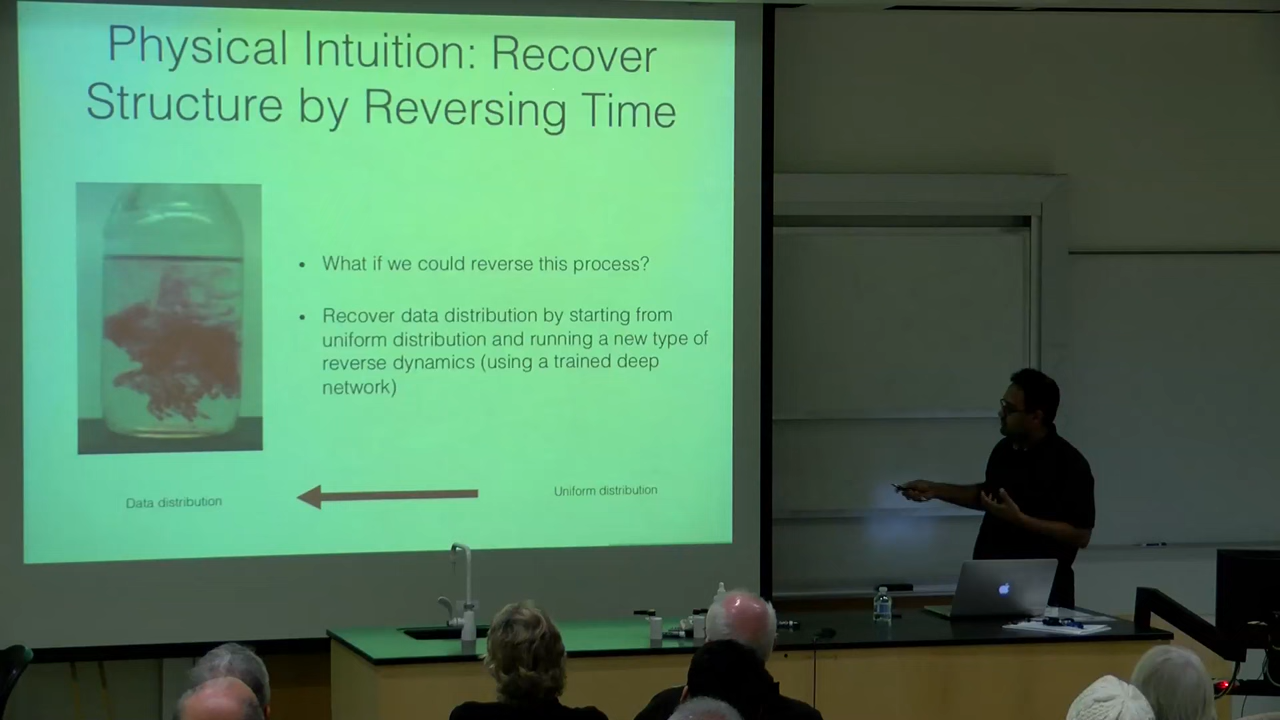 Physical Intuition: Recover
Structure by Reversing Time
• What if we could reverse this process?
• Recover data distribution by starting from
uniform distribution and running a new type of
reverse dynamics (using a trained deep
network)
Data distribution
Uniform distribution